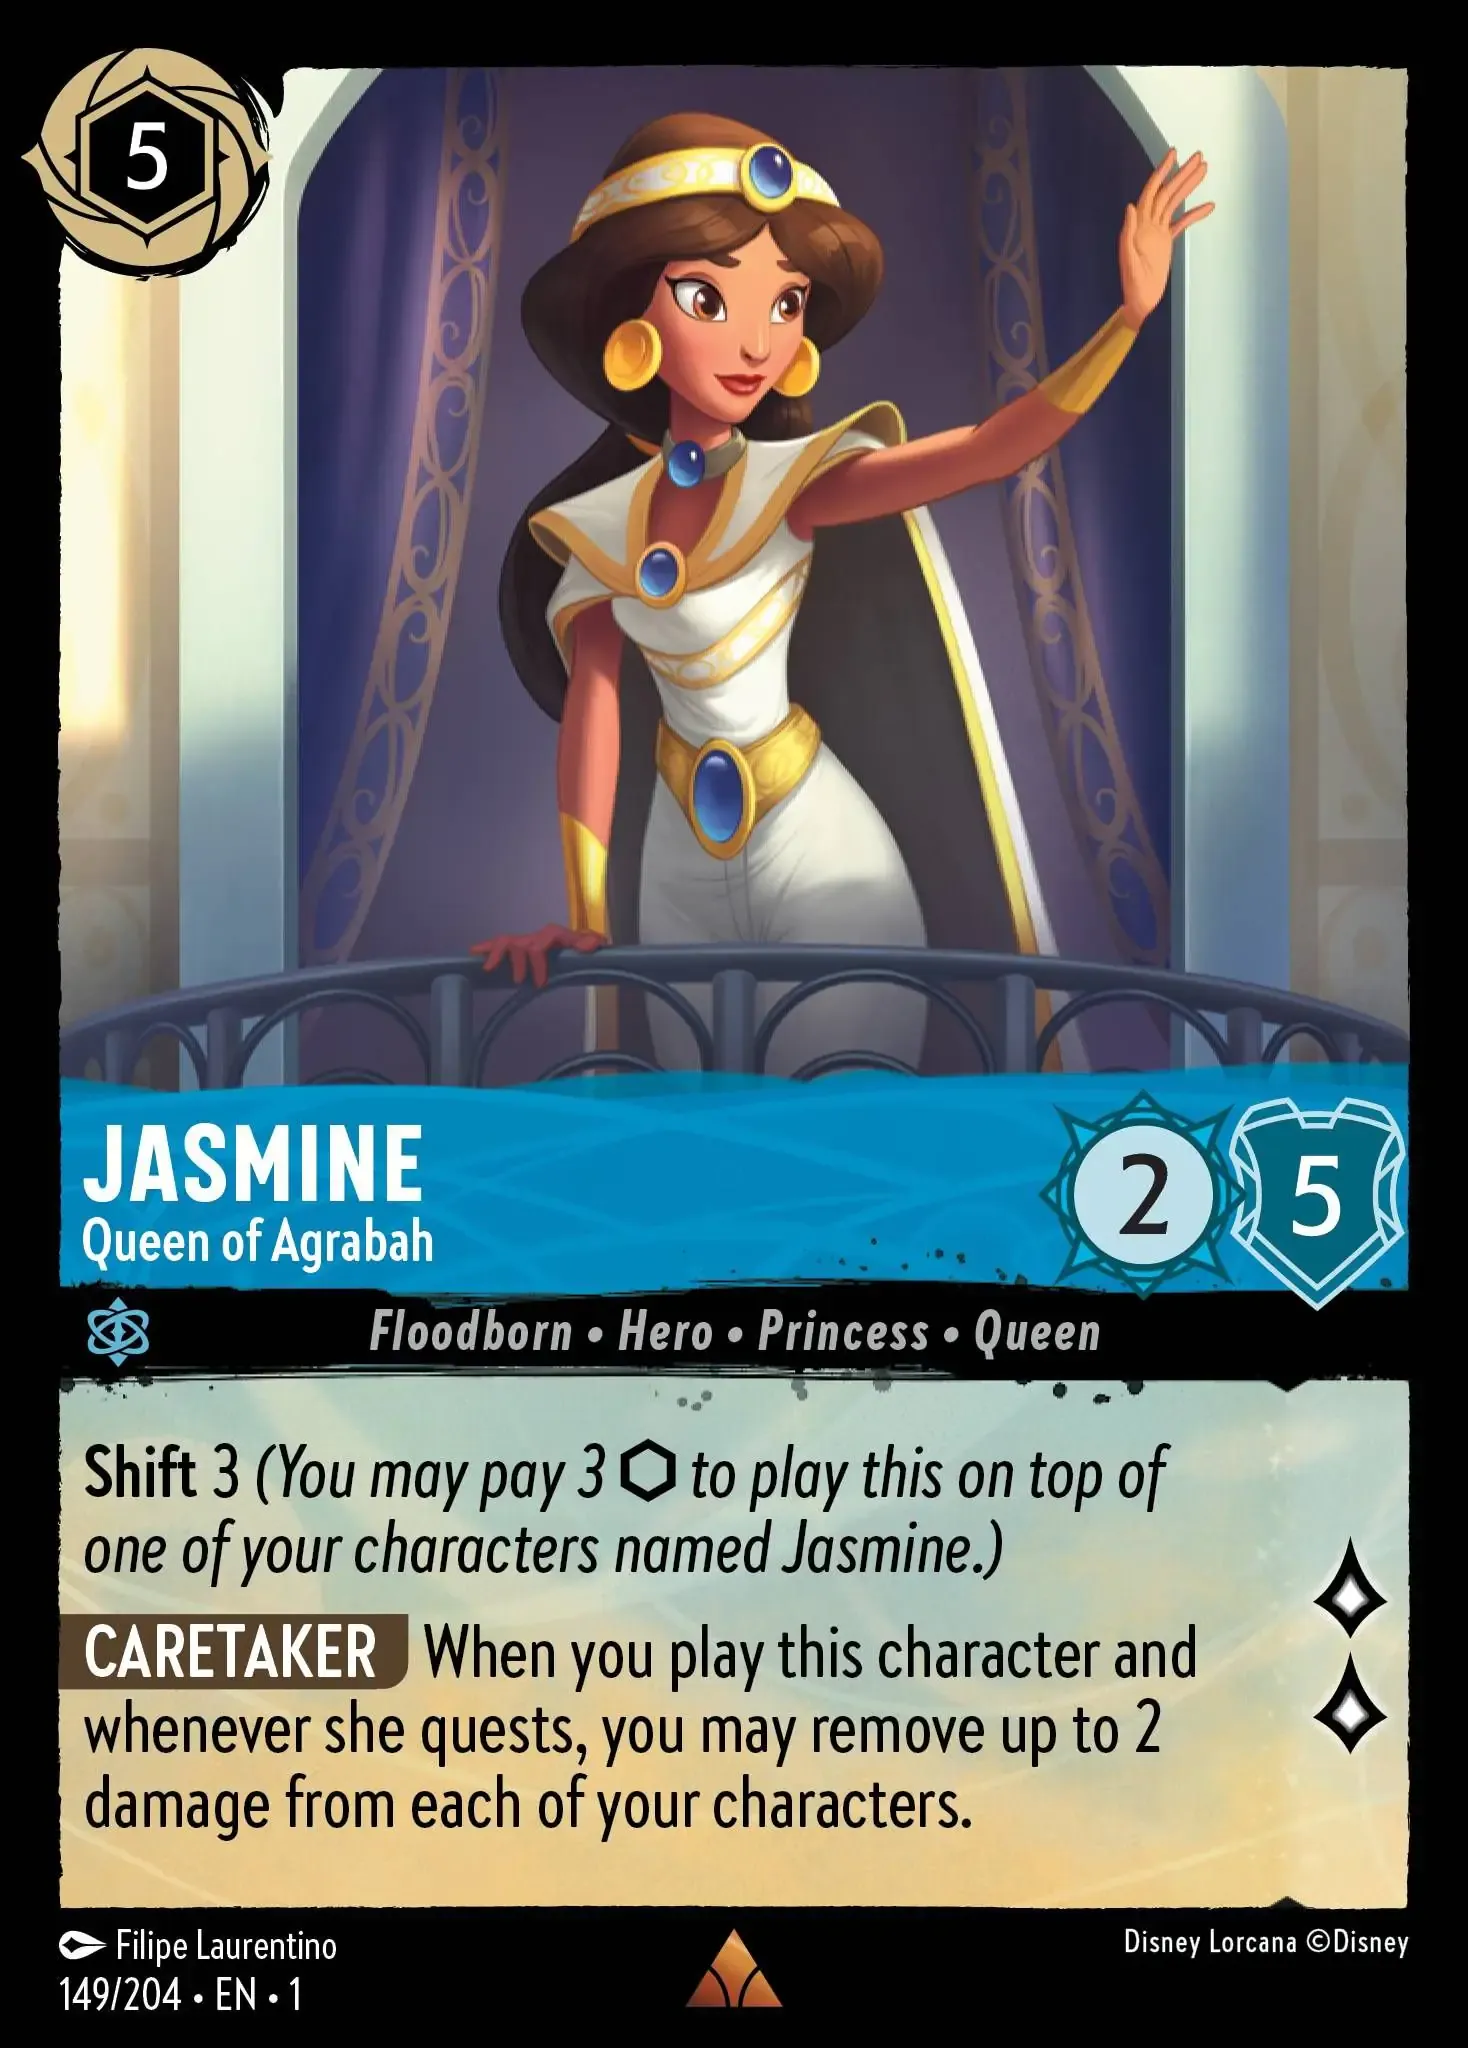 5
JASMINE
Queen of Agrabah
2
5
Floodborn • Hero • Princess • Queen
Shift 3 (You may pay 3 ⬡ to play this on top of
one of your characters named Jasmine.)
CARETAKER When you play this character and
whenever she quests, you may remove up to 2
damage from each of your characters.
Filipe Laurentino
Disney Lorcana ©Disney
149/204 • EN • 1